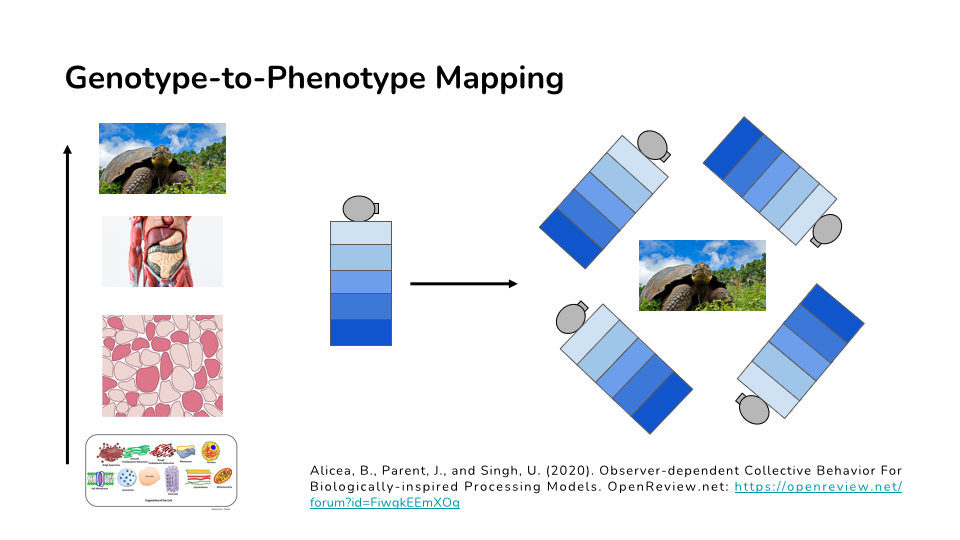 Genotype-to-Phenotype Mapping
Alicea, B., Parent, J., and Singh, U. (2020). Observer-dependent Collective Behavior For
Biologically-inspired Processing Models. OpenReview.net: https://openreview.net/
forum?id=FiwgkEEmXOg